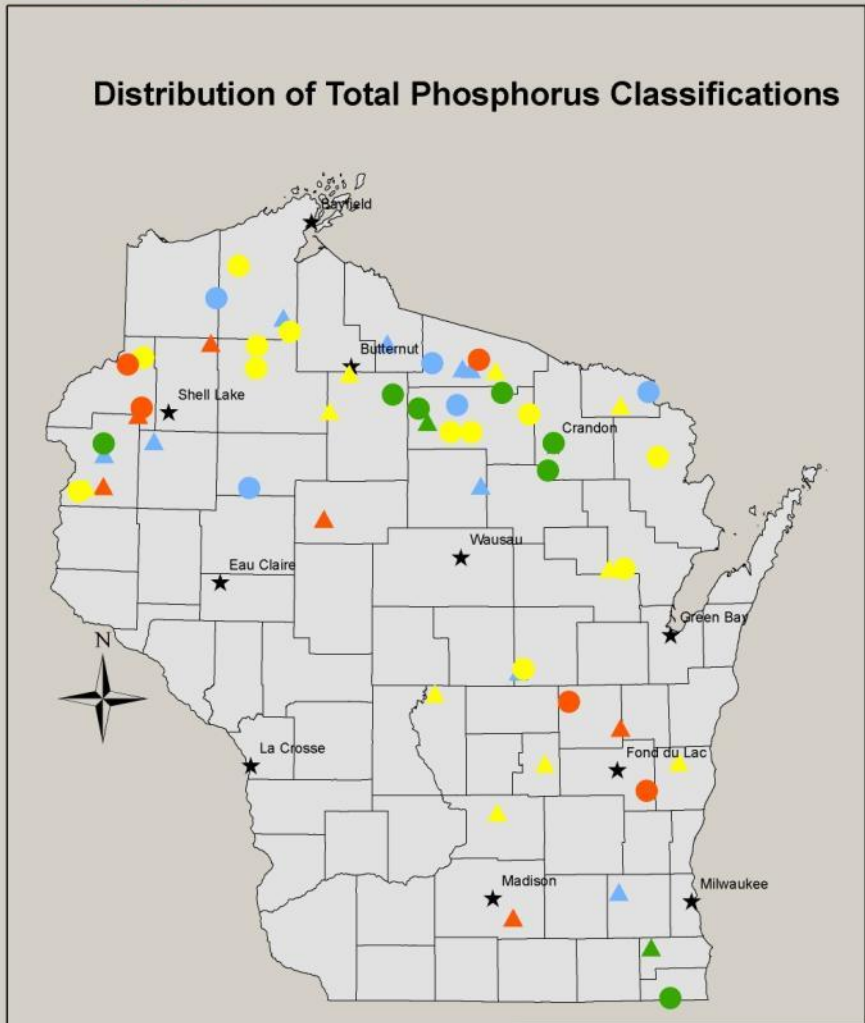 Distribution of Total Phosphorus Classifications
Bayfield
Butternut
Shell Lake
Crandon
Wausau
Eau Claire
Green Bay
N
La Crosse
Fond du Lac
Madison
Milwaukee